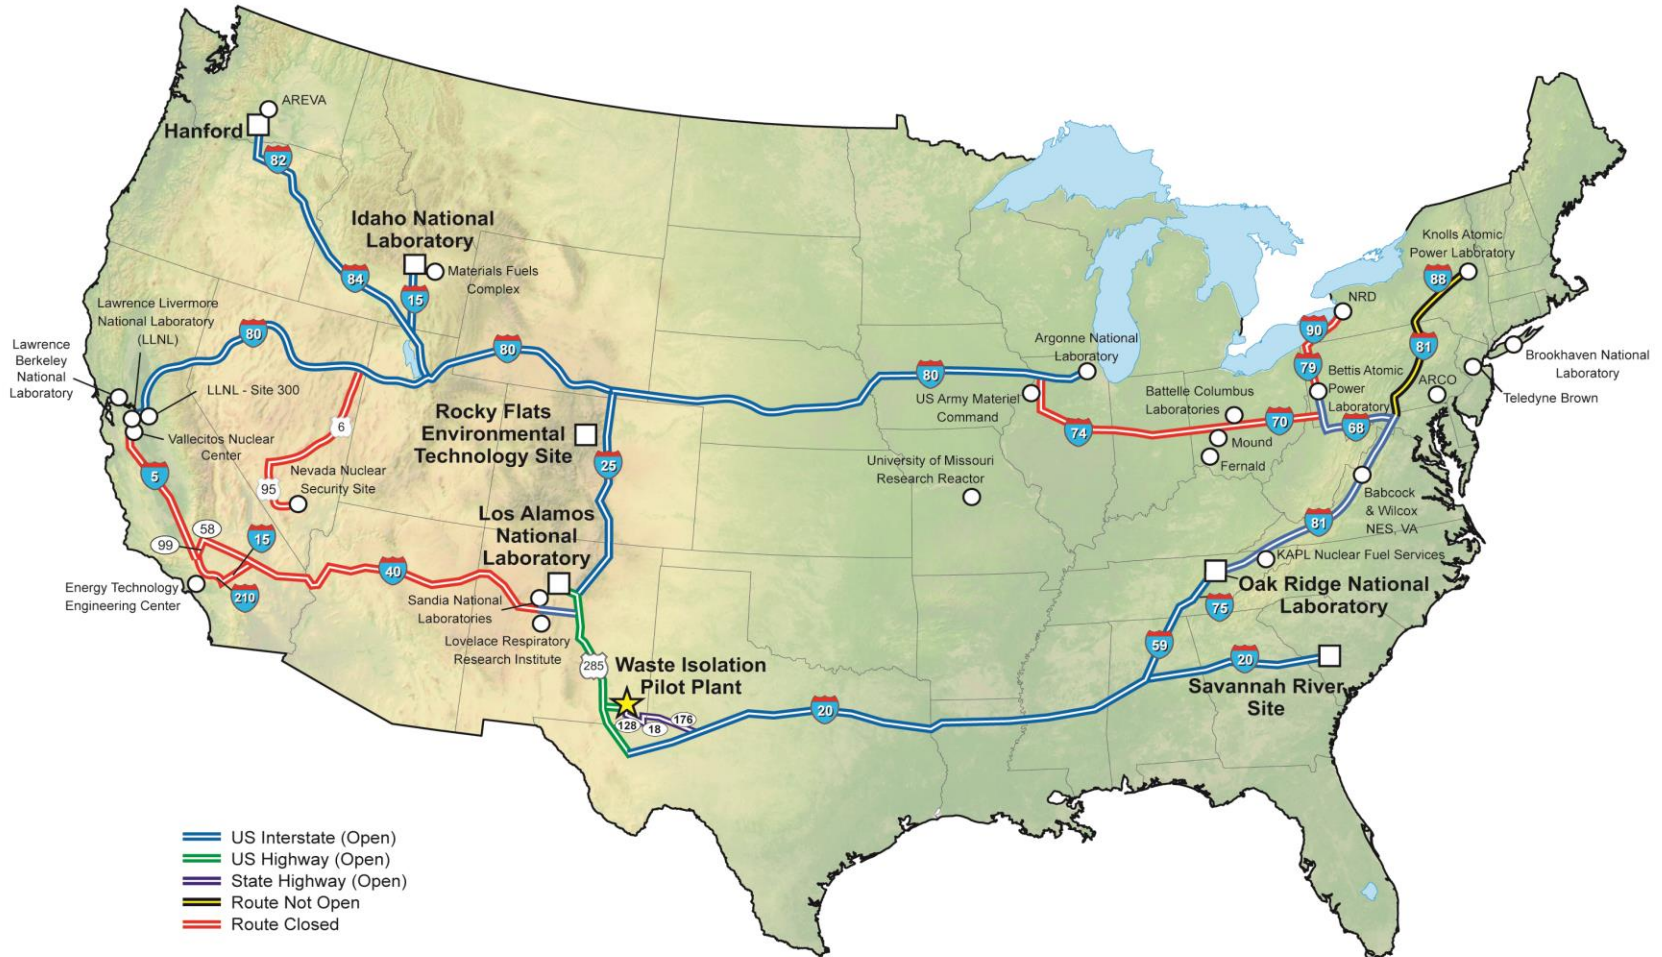 AREVA
Hanford
82
Idaho National
Laboratory
Materials Fuels
Complex
84
15
Lawrence Livermore
National Laboratory
(LLNL)
80
80
Lawrence
Berkeley
National
Laboratory
LLNL - Site 300
Vallecitos Nuclear
Center
6
5
95
Nevada Nuclear
Security Site
Rocky Flats
Environmental
Technology Site
25
Los Alamos
National
Laboratory
58
99
15
40
210
Energy Technology
Engineering Center
Sandia National
Laboratories
Lovelace Respiratory
Research Institute
285
Waste Isolation
Pilot Plant
128
18
176
20
80
Argonne National
Laboratory
US Army Materiel
Command
74
University of Missouri
Research Reactor
Battelle Columbus
Laboratories
70
Mound
Fernald
Knolls Atomic
Power Laboratory
88
NRD
90
79
81
Bettis Atomic
Power
Laboratory
68
ARCO
Brookhaven National
Laboratory
Teledyne Brown
Babcock
& Wilcox
NES, VA
81
KAPL Nuclear Fuel Services
Oak Ridge National
Laboratory
75
59
20
Savannah River
Site
US Interstate (Open)
US Highway (Open)
State Highway (Open)
Route Not Open
Route Closed